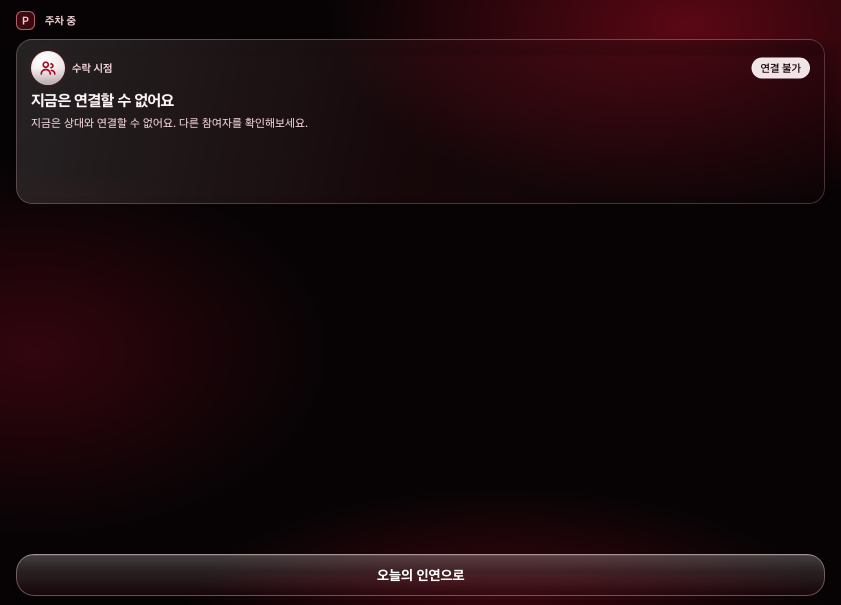 P 주차 중
수락 시점
연결 불가
지금은 연결할 수 없어요
지금은 상대와 연결할 수 없어요. 다른 참여자를 확인해보세요.
오늘의 인연으로